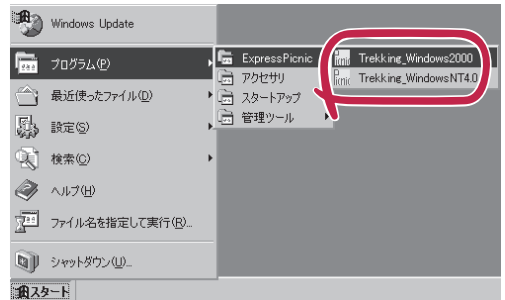 Windows Update
プログラム(P)
最近使ったファイル(D)
設定(S)
検索(C)
ヘルプ(H)
ファイル名を指定して実行(R)...
シャットダウン(U)...
スタート
ExpressPicnic
アクセサリ
スタートアップ
管理ツール
Trekking_Windows2000
Trekking_WindowsNT4.0